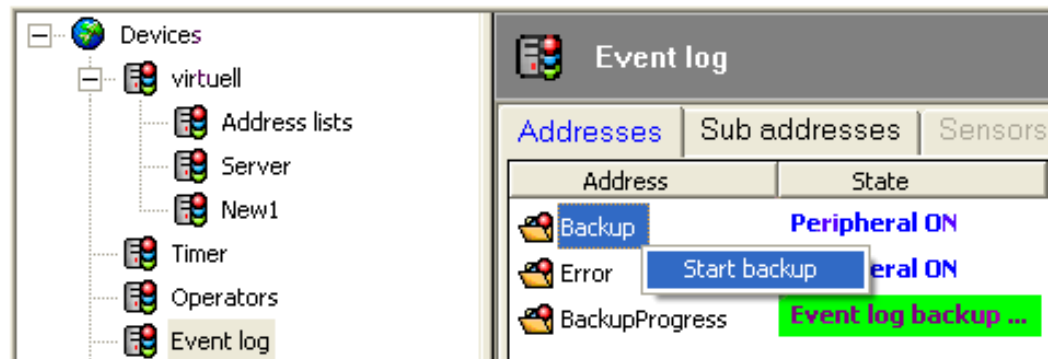 Devices
virtuell
Address lists
Server
New1
Timer
Operators
Event log
Event log
Addresses
Sub addresses
Sensors
Address State
Backup Peripheral ON
Start backup
Error eral ON
BackupProgress Event log backup ...